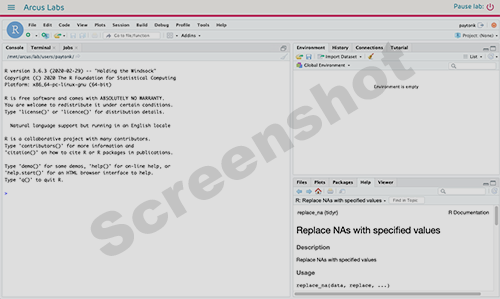 Arcus Labs
Pause lab:
File Edit Code View Plots Session Build Debug Profile Tools Help
paytonk
Go to file/function
Addins
Project: (None)
Console Terminal Jobs
/mnt/arcus/lab/users/paytonk/
R version 3.6.3 (2020-02-29) -- "Holding the Windsock"
Copyright (C) 2020 The R Foundation for Statistical Computing
Platform: x86_64-pc-linux-gnu (64-bit)
R is free software and comes with ABSOLUTELY NO WARRANTY.
You are welcome to redistribute it under certain conditions.
Type 'license()' or 'licence()' for distribution details.
Natural language support but running in an English locale
R is a collaborative project with many contributors.
Type 'contributors()' for more information and
'citation()' on how to cite R or R packages in publications.
Type 'demo()' for some demos, 'help()' for on-line help, or
'help.start()' for an HTML browser interface to help.
Type 'q()' to quit R.
>
Environment History Connections Tutorial
Import Dataset
List
Global Environment
Environment is empty
Files Plots Packages Help Viewer
R: Replace NAs with specified values
Find in Topic
replace_na {tidyr}
R Documentation
Replace NAs with specified values
Description
Replace NAs with specified values
Usage
replace_na(data, replace, ...)
Screenshot